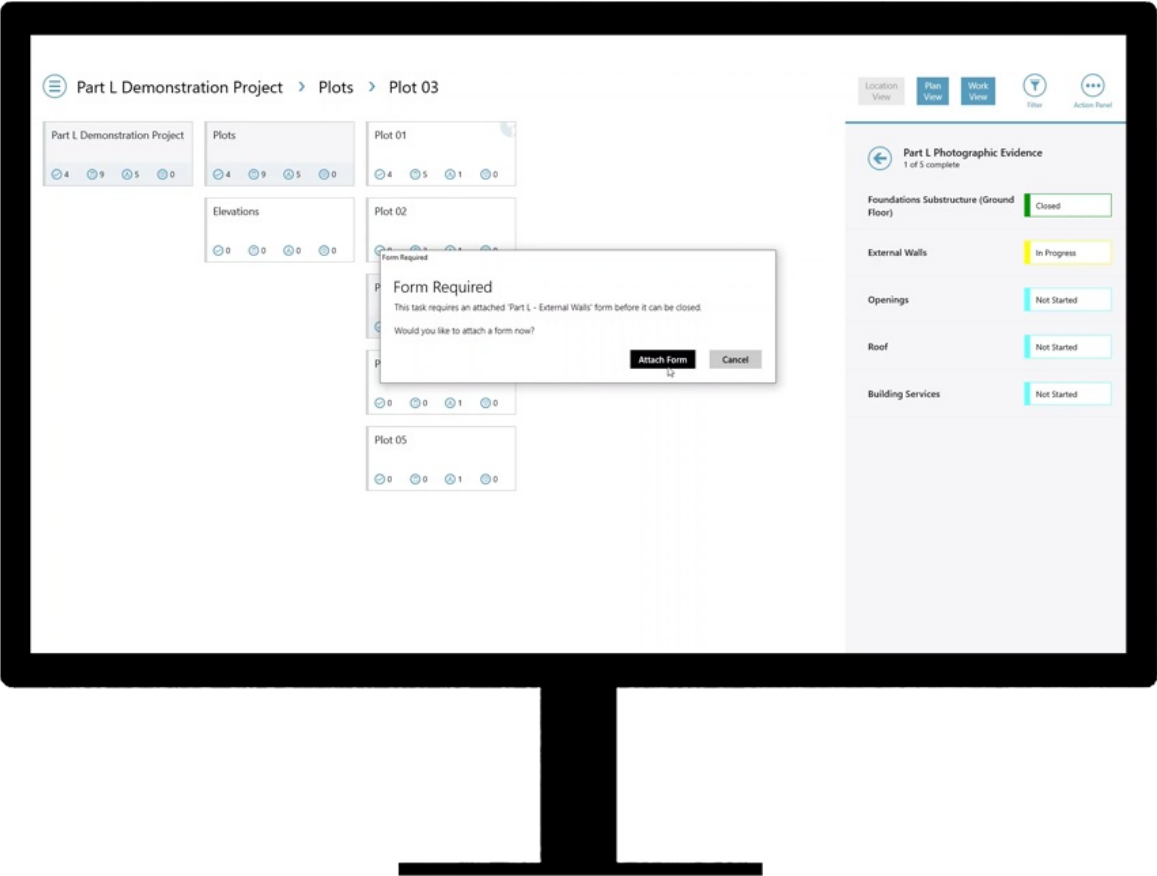 Part L Demonstration Project > Plots > Plot 03
Location
View
Plan
View
Work
View
Filter
Action Panel
Part L Demonstration Project
4 9 5 0
Plots
4 9 5 0
Elevations
0 0 0 0
Plot 01
4 5 1 0
Plot 02
Form Required
Form Required
This task requires an attached 'Part L - External Walls' form before it can be closed.
Would you like to attach a form now?
Attach Form
Cancel
0 0 1 0
Plot 05
0 0 1 0
Part L Photographic Evidence
1 of 5 complete
Foundations Substructure (Ground
Floor)
Closed
External Walls
In Progress
Openings
Not Started
Roof
Not Started
Building Services
Not Started